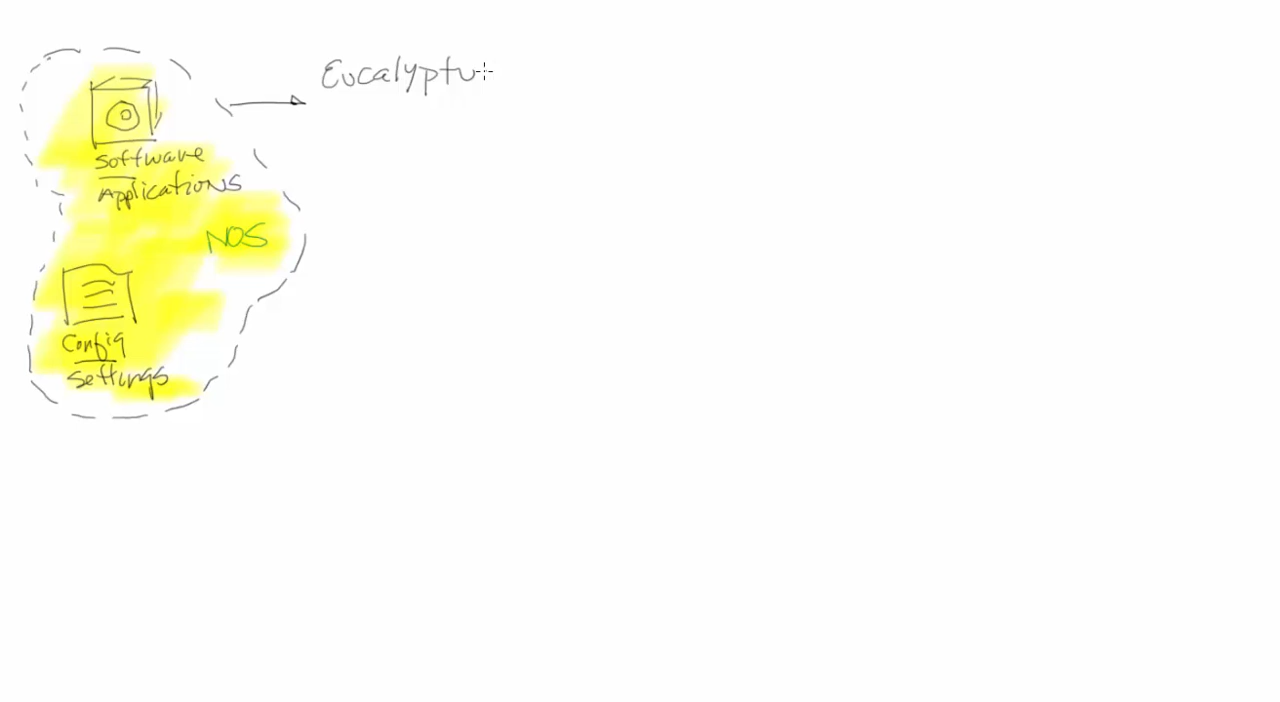 Eucalyptu
Software
Applications
NOS
Config
Settings